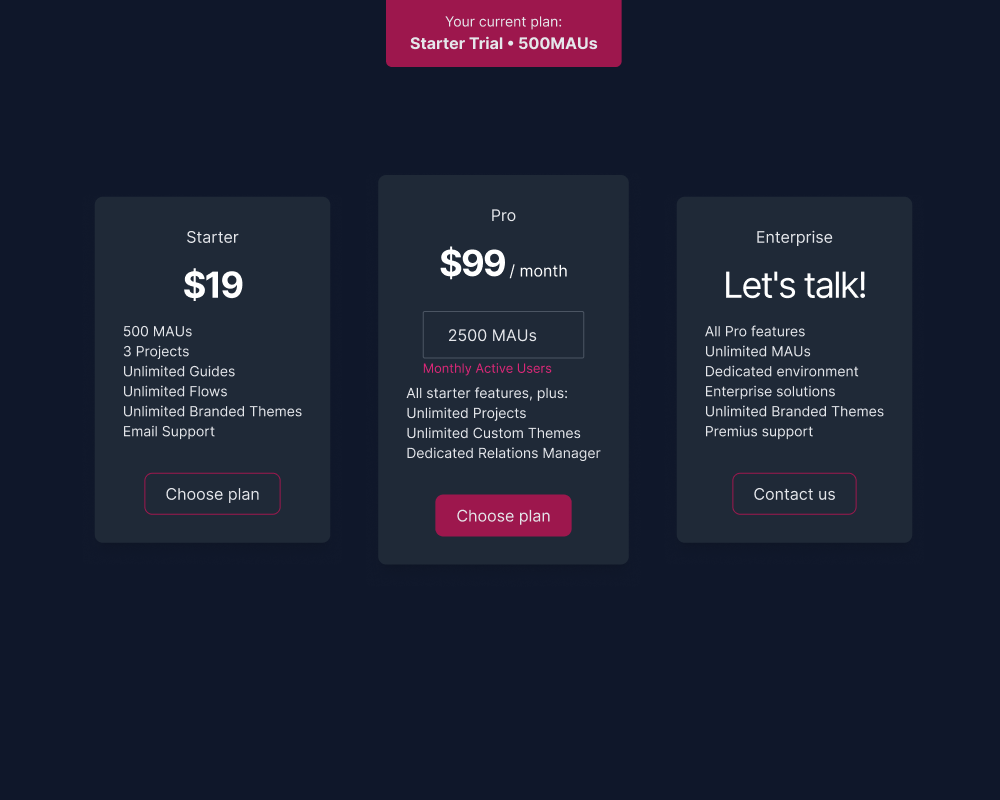 Your current plan:
Starter Trial • 500MAUs
Starter
$19
500 MAUs
3 Projects
Unlimited Guides
Unlimited Flows
Unlimited Branded Themes
Email Support
Choose plan
Pro
$99 / month
2500 MAUs
Monthly Active Users
All starter features, plus:
Unlimited Projects
Unlimited Custom Themes
Dedicated Relations Manager
Choose plan
Enterprise
Let's talk!
All Pro features
Unlimited MAUs
Dedicated environment
Enterprise solutions
Unlimited Branded Themes
Premius support
Contact us